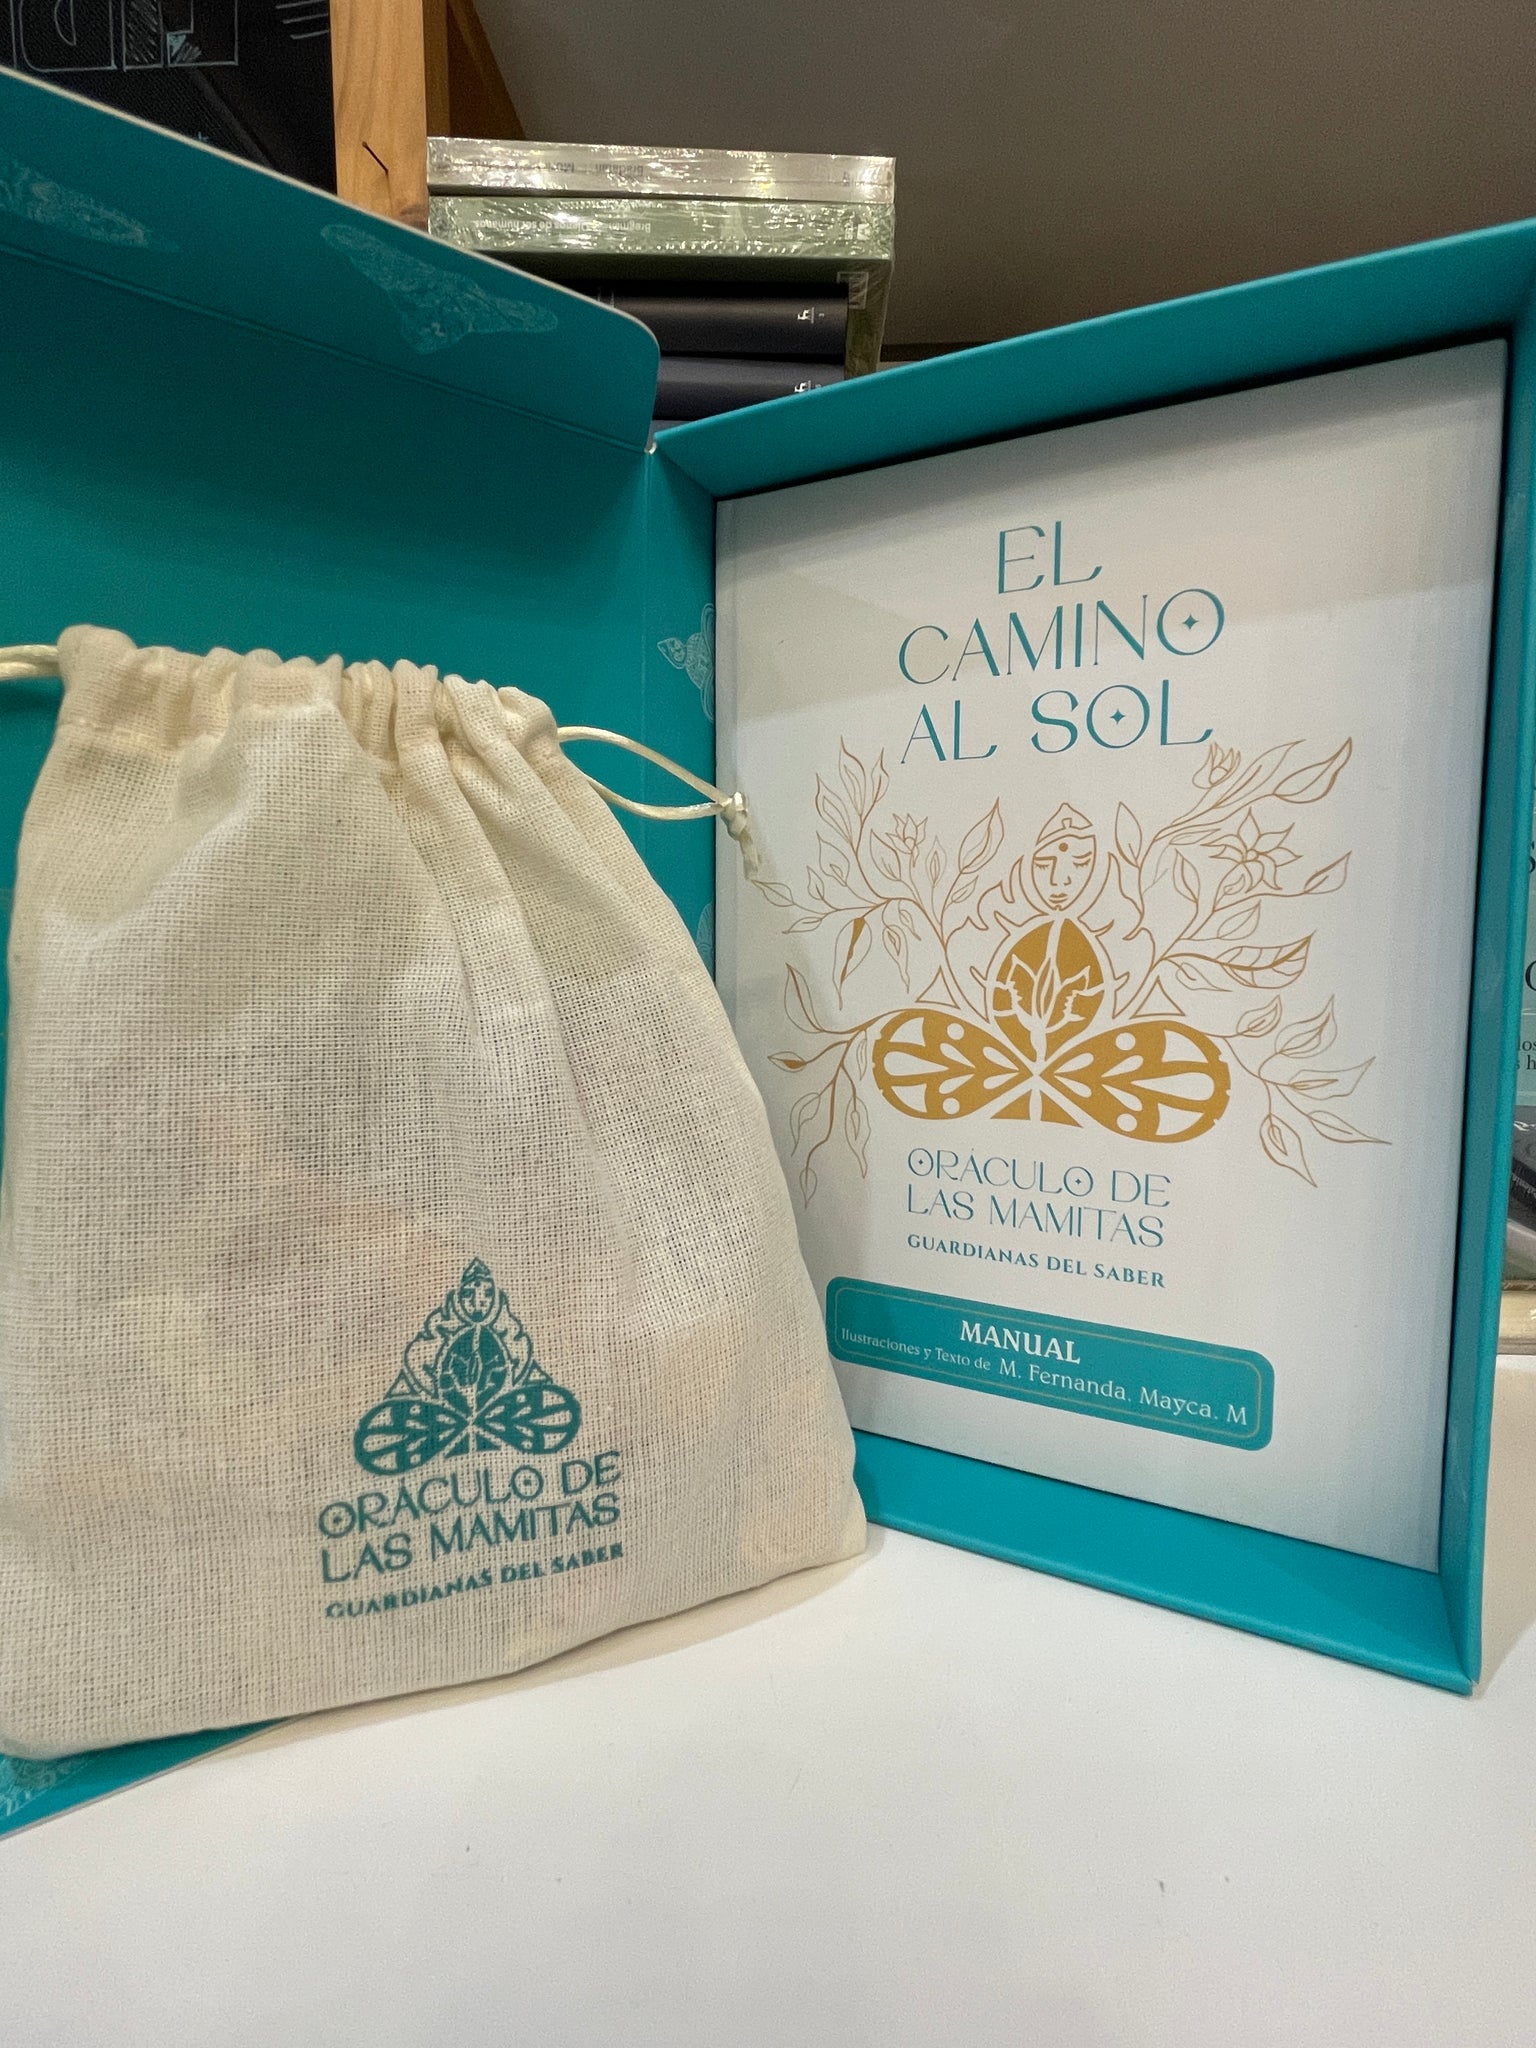 EL
CAMINO
AL SOL
ORÁCULO DE
LAS MAMITAS
GUARDIANAS DEL SABER
MANUAL
Ilustraciones y Texto de M. Fernanda. Mayca. M
ORÁCULO DE
LAS MAMITAS
GUARDIANAS DEL SABER